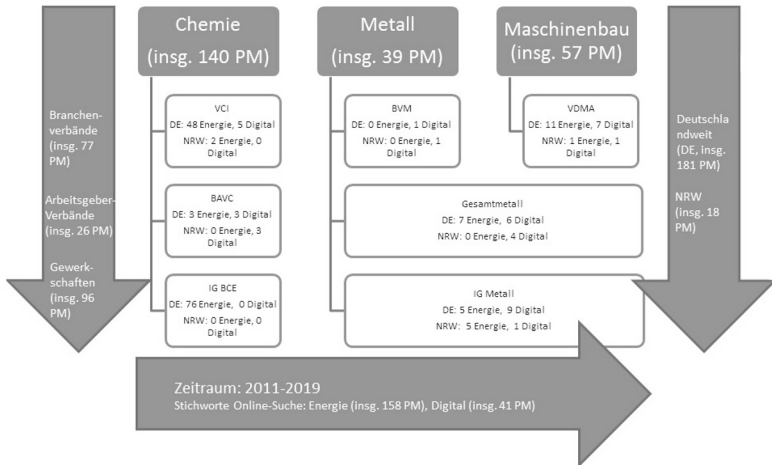 Chemie
(insg. 140 PM)
Metall
(insg. 39 PM)
Maschinenbau
(insg. 57 PM)
Branchen-
verbände
(insg. 77
PM)
Arbeitsgeber-
Verbände
(insg. 26 PM)
Gewerk-
schaften
(insg. 96
PM)
VCI
DE: 48 Energie, 5 Digital
NRW: 2 Energie, 0
Digital
BAVC
DE: 3 Energie, 3 Digital
NRW: 0 Energie, 3
Digital
IG BCE
DE: 76 Energie, 0 Digital
NRW: 0 Energie, 0
Digital
BVM
DE: 0 Energie, 1 Digital
NRW: 0 Energie, 1
Digital
VDMA
DE: 11 Energie, 7 Digital
NRW: 1 Energie, 1
Digital
Gesamtmetall
DE: 7 Energie, 6 Digital
NRW: 0 Energie, 4 Digital
IG Metall
DE: 5 Energie, 9 Digital
NRW: 5 Energie, 1 Digital
Deutschla
ndweit
(DE, insg.
181 PM)
NRW
(insg. 18
PM)
Zeitraum: 2011-2019
Stichworte Online-Suche: Energie (insg. 158 PM), Digital (insg. 41 PM)